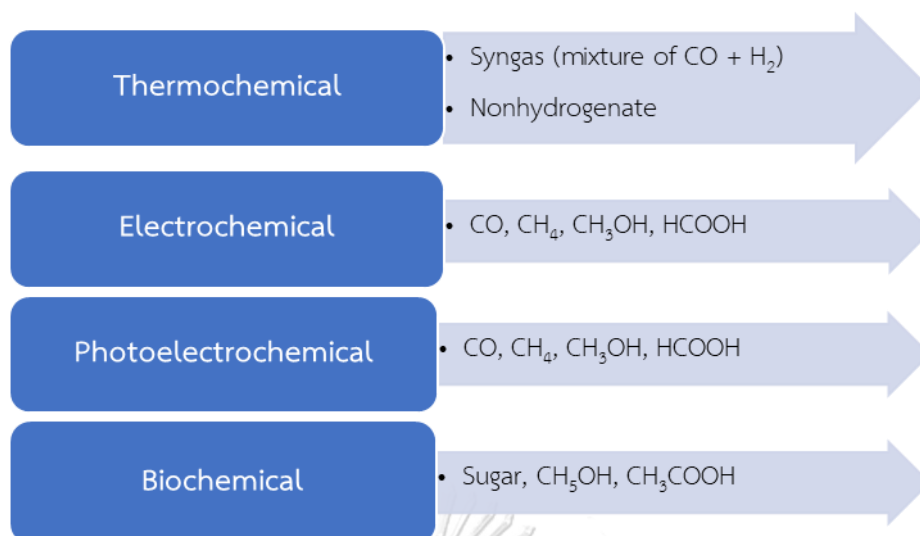 Thermochemical
• Syngas (mixture of CO + H₂)
• Nonhydrogenate
Electrochemical
• CO, CH₄, CH₃OH, HCOOH
Photoelectrochemical
• CO, CH₄, CH₃OH, HCOOH
Biochemical
• Sugar, CH₅OH, CH₃COOH